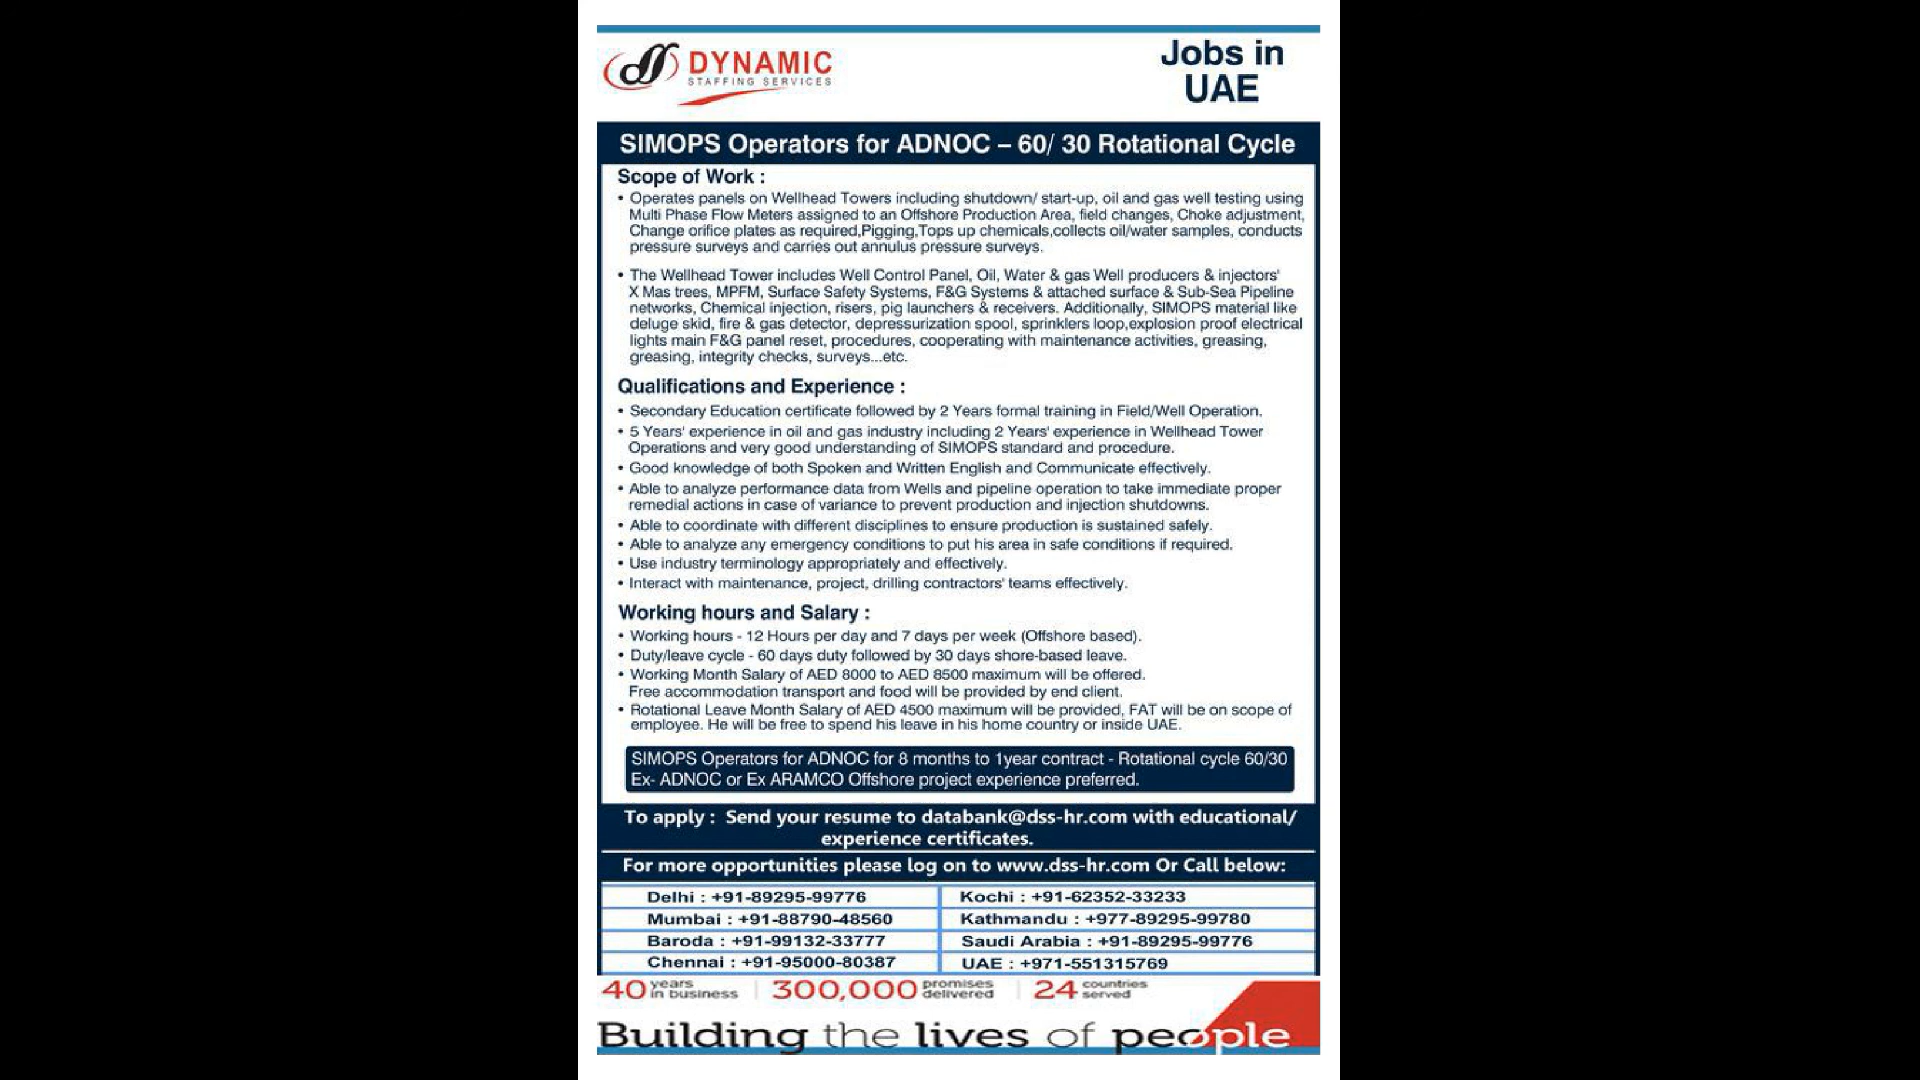 DYNAMIC
STAFFING SERVICES
Jobs in
UAE
SIMOPS Operators for ADNOC – 60/ 30 Rotational Cycle
Scope of Work :
• Operates panels on Wellhead Towers including shutdown/ start-up, oil and gas well testing using
Multi Phase Flow Meters assigned to an Offshore Production Area, field changes, Choke adjustment,
Change orifice plates as required,Pigging,Tops up chemicals,collects oil/water samples, conducts
pressure surveys and carries out annulus pressure surveys.
• The Wellhead Tower includes Well Control Panel, Oil, Water & gas Well producers & injectors'
X Mas trees, MPFM, Surface Safety Systems, F&G Systems & attached surface & Sub-Sea Pipeline
networks, Chemical injection, risers, pig launchers & receivers. Additionally, SIMOPS material like
deluge skid, fire & gas detector, depressurization spool, sprinklers loop,explosion proof electrical
lights main F&G panel reset, procedures, cooperating with maintenance activities, greasing,
greasing, integrity checks, surveys...etc.
Qualifications and Experience :
• Secondary Education certificate followed by 2 Years formal training in Field/Well Operation.
• 5 Years' experience in oil and gas industry including 2 Years' experience in Wellhead Tower
Operations and very good understanding of SIMOPS standard and procedure.
• Good knowledge of both Spoken and Written English and Communicate effectively.
• Able to analyze performance data from Wells and pipeline operation to take immediate proper
remedial actions in case of variance to prevent production and injection shutdowns.
• Able to coordinate with different disciplines to ensure production is sustained safely.
• Able to analyze any emergency conditions to put his area in safe conditions if required.
• Use industry terminology appropriately and effectively.
• Interact with maintenance, project, drilling contractors' teams effectively.
Working hours and Salary :
• Working hours - 12 Hours per day and 7 days per week (Offshore based).
• Duty/leave cycle - 60 days duty followed by 30 days shore-based leave.
• Working Month Salary of AED 8000 to AED 8500 maximum will be offered.
Free accommodation transport and food will be provided by end client.
• Rotational Leave Month Salary of AED 4500 maximum will be provided, FAT will be on scope of
employee. He will be free to spend his leave in his home country or inside UAE.
SIMOPS Operators for ADNOC for 8 months to 1year contract - Rotational cycle 60/30
Ex- ADNOC or Ex ARAMCO Offshore project experience preferred.
To apply : Send your resume to databank@dss-hr.com with educational/
experience certificates.
For more opportunities please log on to www.dss-hr.com Or Call below:
Delhi : +91-89295-99776
Kochi : +91-62352-33233
Mumbai : +91-88790-48560
Kathmandu : +977-89295-99780
Baroda : +91-99132-33777
Saudi Arabia : +91-89295-99776
Chennai : +91-95000-80387
UAE : +971-551315769
40 years in business | 300,000 promises delivered | 24 countries served
Building the lives of people